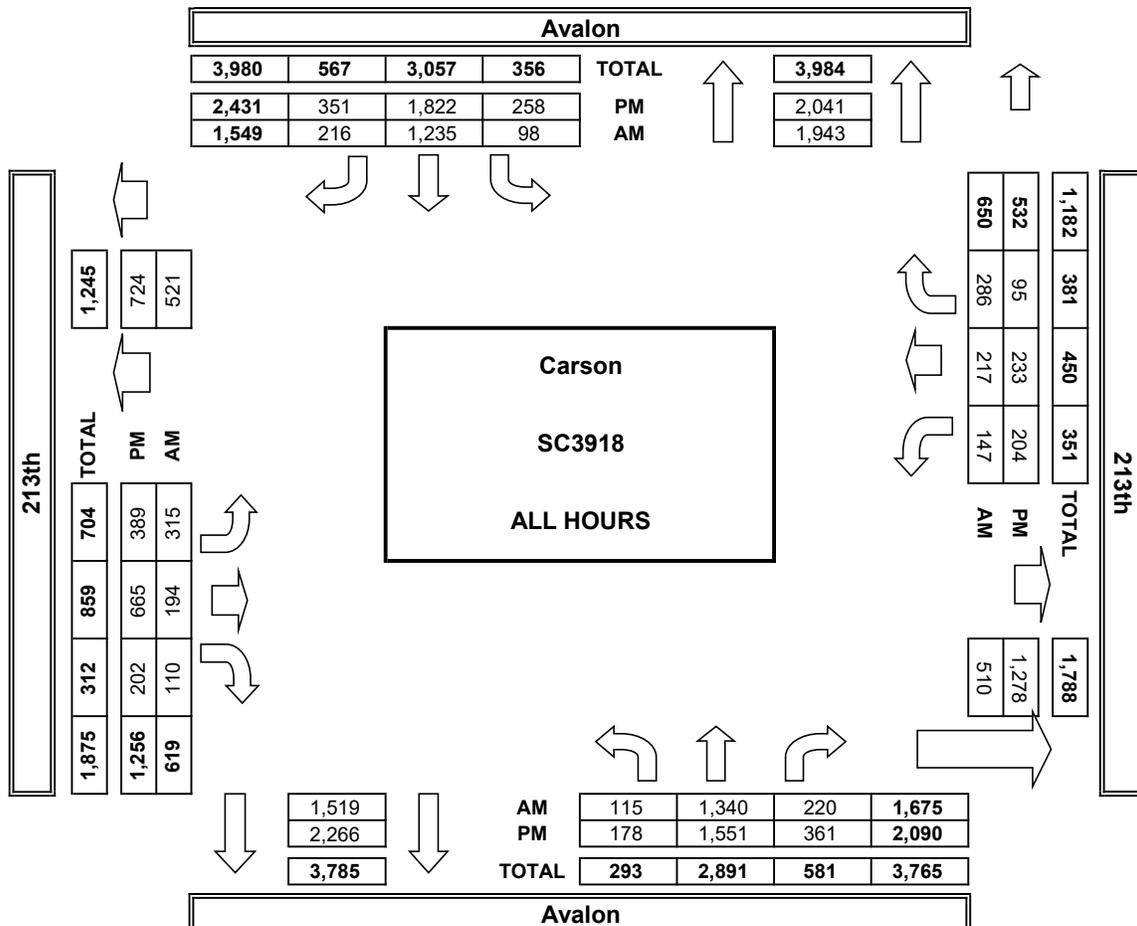 Avalon
3,980 567 3,057 356 TOTAL 3,984
2,431 351 1,822 258 PM 2,041
1,549 216 1,235 98 AM 1,943
213th
1,245
724
521
TOTAL
PM
AM
704 859 312 1,875
389 665 202 1,256
315 194 110 619
Carson
SC3918
ALL HOURS
1,182 381 450 351 TOTAL
532 95 233 204 PM
650 286 217 147 AM
1,788
1,278
510
213th
1,519 AM 115 1,340 220 1,675
2,266 PM 178 1,551 361 2,090
3,785 TOTAL 293 2,891 581 3,765
Avalon